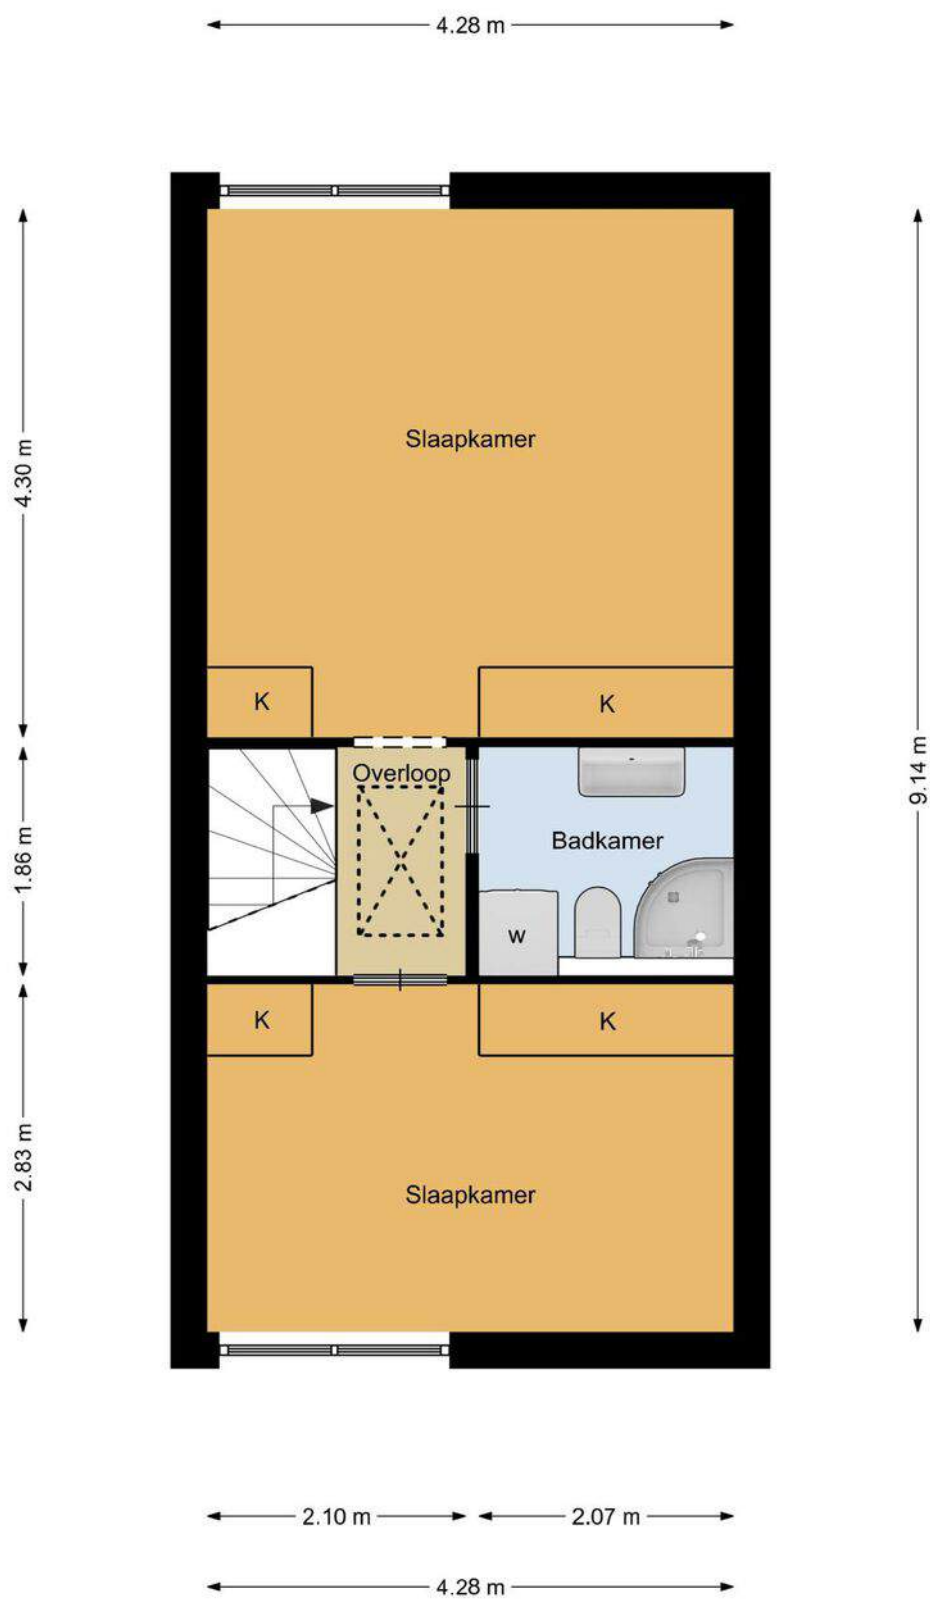 4.28 m
Slaapkamer
4.30 m
K
K
Overloop
9.14 m
Badkamer
1.86 m
W
K
K
2.83 m
Slaapkamer
2.10 m
2.07 m
4.28 m